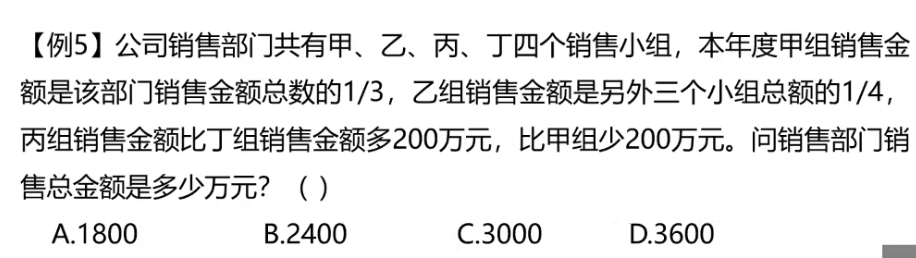 【例5】公司销售部门共有甲、乙、丙、丁四个销售小组，本年度甲组销售金
额是该部门销售金额总数的1/3，乙组销售金额是另外三个小组总额的1/4，
丙组销售金额比丁组销售金额多200万元，比甲组少200万元。问销售部门销
售总金额是多少万元？（ ）
A.1800 B.2400 C.3000 D.3600